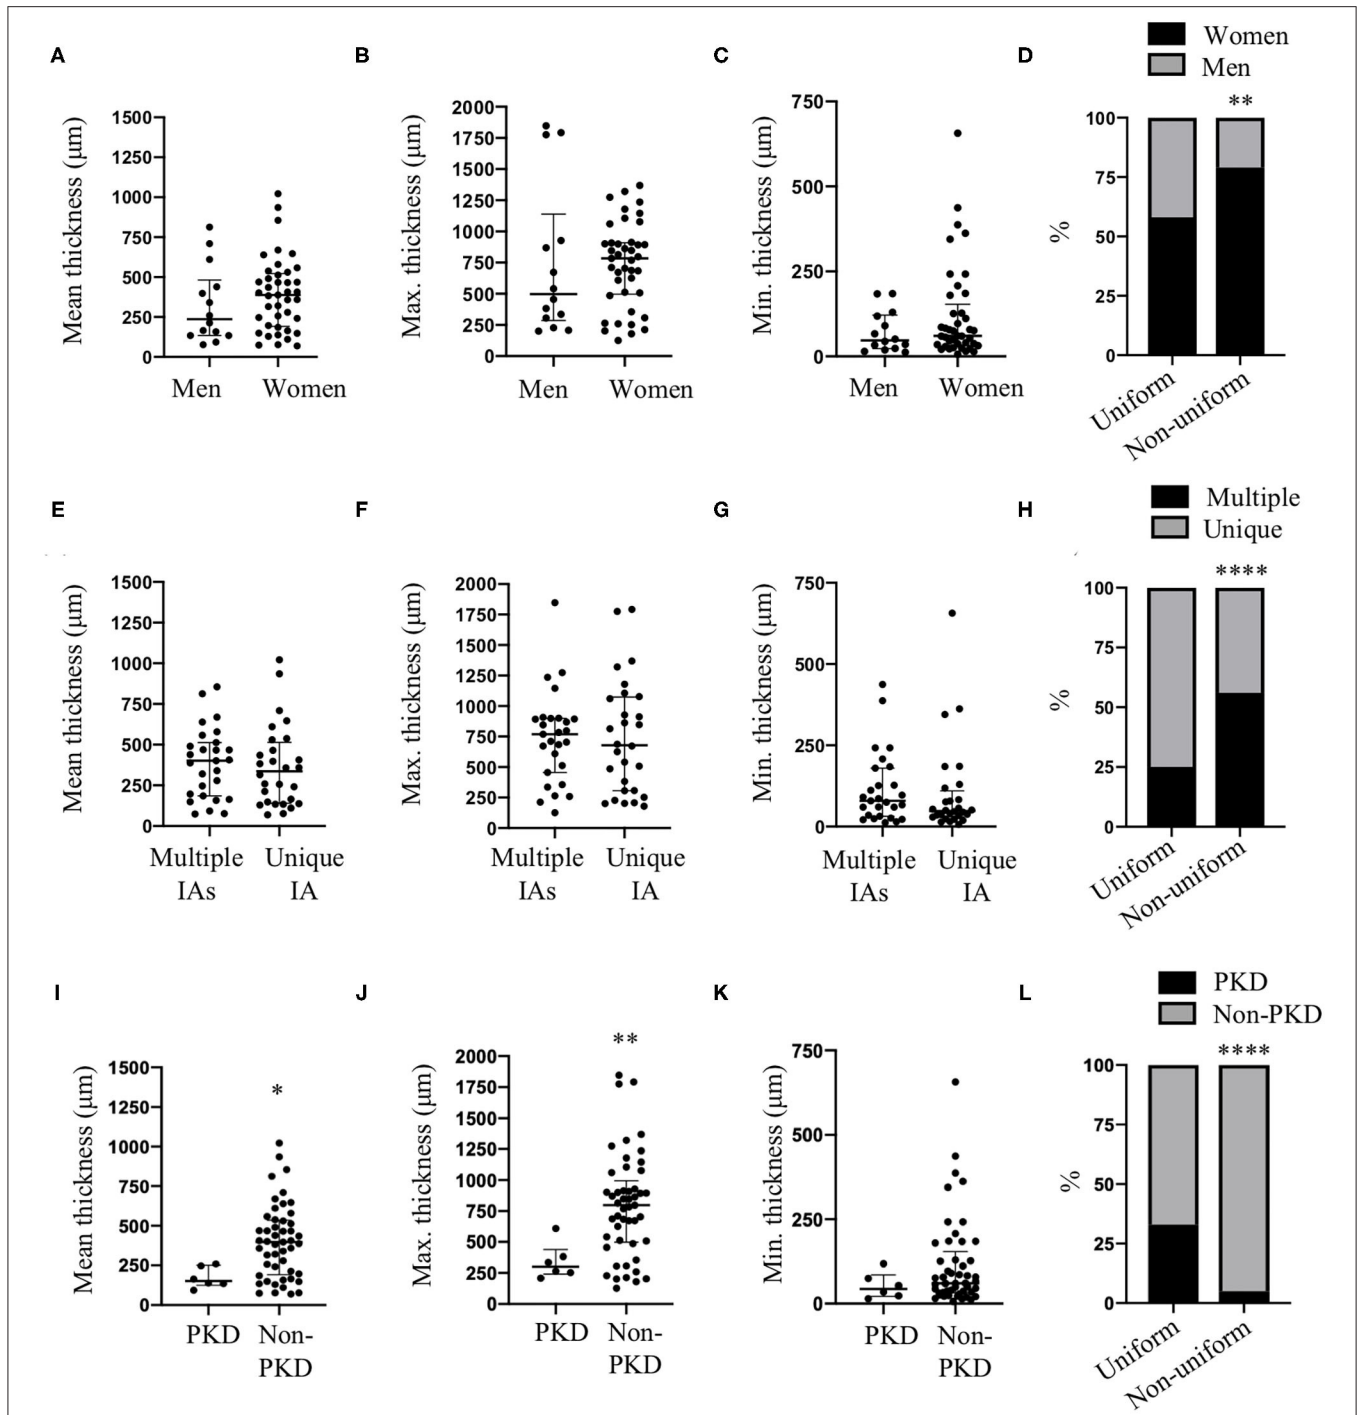 A
Mean thickness (μm)
1500
1250
1000
750
500
250
0
Men Women
B
Max. thickness (μm)
2000
1750
1500
1250
1000
750
500
250
0
Men Women
C
Min. thickness (μm)
750
500
250
0
Men Women
D
Women
Men
**
%
100
75
50
25
0
Uniform
Non-uniform
E
Mean thickness (μm)
1500
1250
1000
750
500
250
0
Multiple Unique
IAs IA
F
Max. thickness (μm)
2000
1750
1500
1250
1000
750
500
250
0
Multiple Unique
IAs IA
G
Min. thickness (μm)
750
500
250
0
Multiple Unique
IAs IA
H
Multiple
Unique
****
%
100
75
50
25
0
Uniform
Non-uniform
I
Mean thickness (μm)
1500
1250
1000
750
500
250
0
*
PKD Non-
PKD
J
Max. thickness (μm)
**
2000
1750
1500
1250
1000
750
500
250
0
PKD Non-
PKD
K
Min. thickness (μm)
750
500
250
0
PKD Non-
PKD
L
PKD
Non-PKD
****
%
100
75
50
25
0
Uniform
Non-uniform